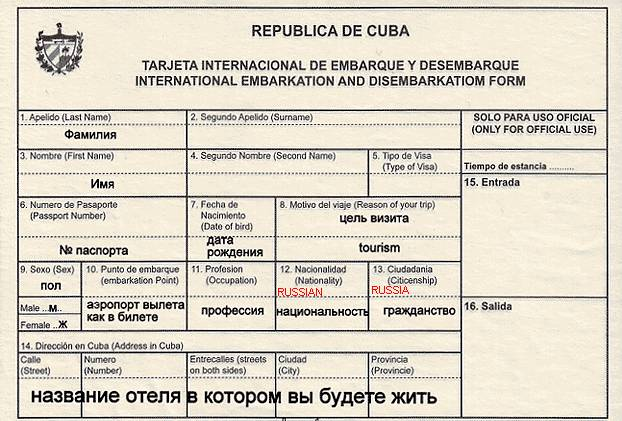 REPUBLICA DE CUBA
TARJETA INTERNACIONAL DE EMBARQUE Y DESEMBARQUE
INTERNATIONAL EMBARKATION AND DISEMBARKATIOM FORM
1. Apelido (Last Name)
Фамилия
2. Segundo Apelido (Surname)
SOLO PARA USO OFICIAL
(ONLY FOR OFFICIAL USE)
3. Nombre (First Name)
Имя
4. Segundo Nombre (Second Name)
5. Tipo de Visa
(Type of Visa)
Tiempo de estancia ..........
15. Entrada
6. Numero de Pasaporte
(Passport Number)
№ паспорта
7. Fecha de
Nacimiento
(Date of bird)
дата
рождения
8. Motivo del viaje (Reason of your trip)
цель визита
tourism
9. Sexo (Sex)
пол
Male ..м..
Female ..ж
10. Punto de embarque
(embarkation Point)
аэропорт вылета
как в билете
11. Profesion
(Occupation)
профессия
12. Nacionalidad
(Nationality)
RUSSIAN
национальность
13. Ciudadania
(Citicenship)
RUSSIA
гражданство
16. Salida
14. Dirección en Cuba (Address in Cuba)
Calle
(Street)
Numero
(Number)
Entrecalles (streets
on both sides)
Ciudad
(City)
Provincia
(Provincie)
название отеля в котором вы будете жить